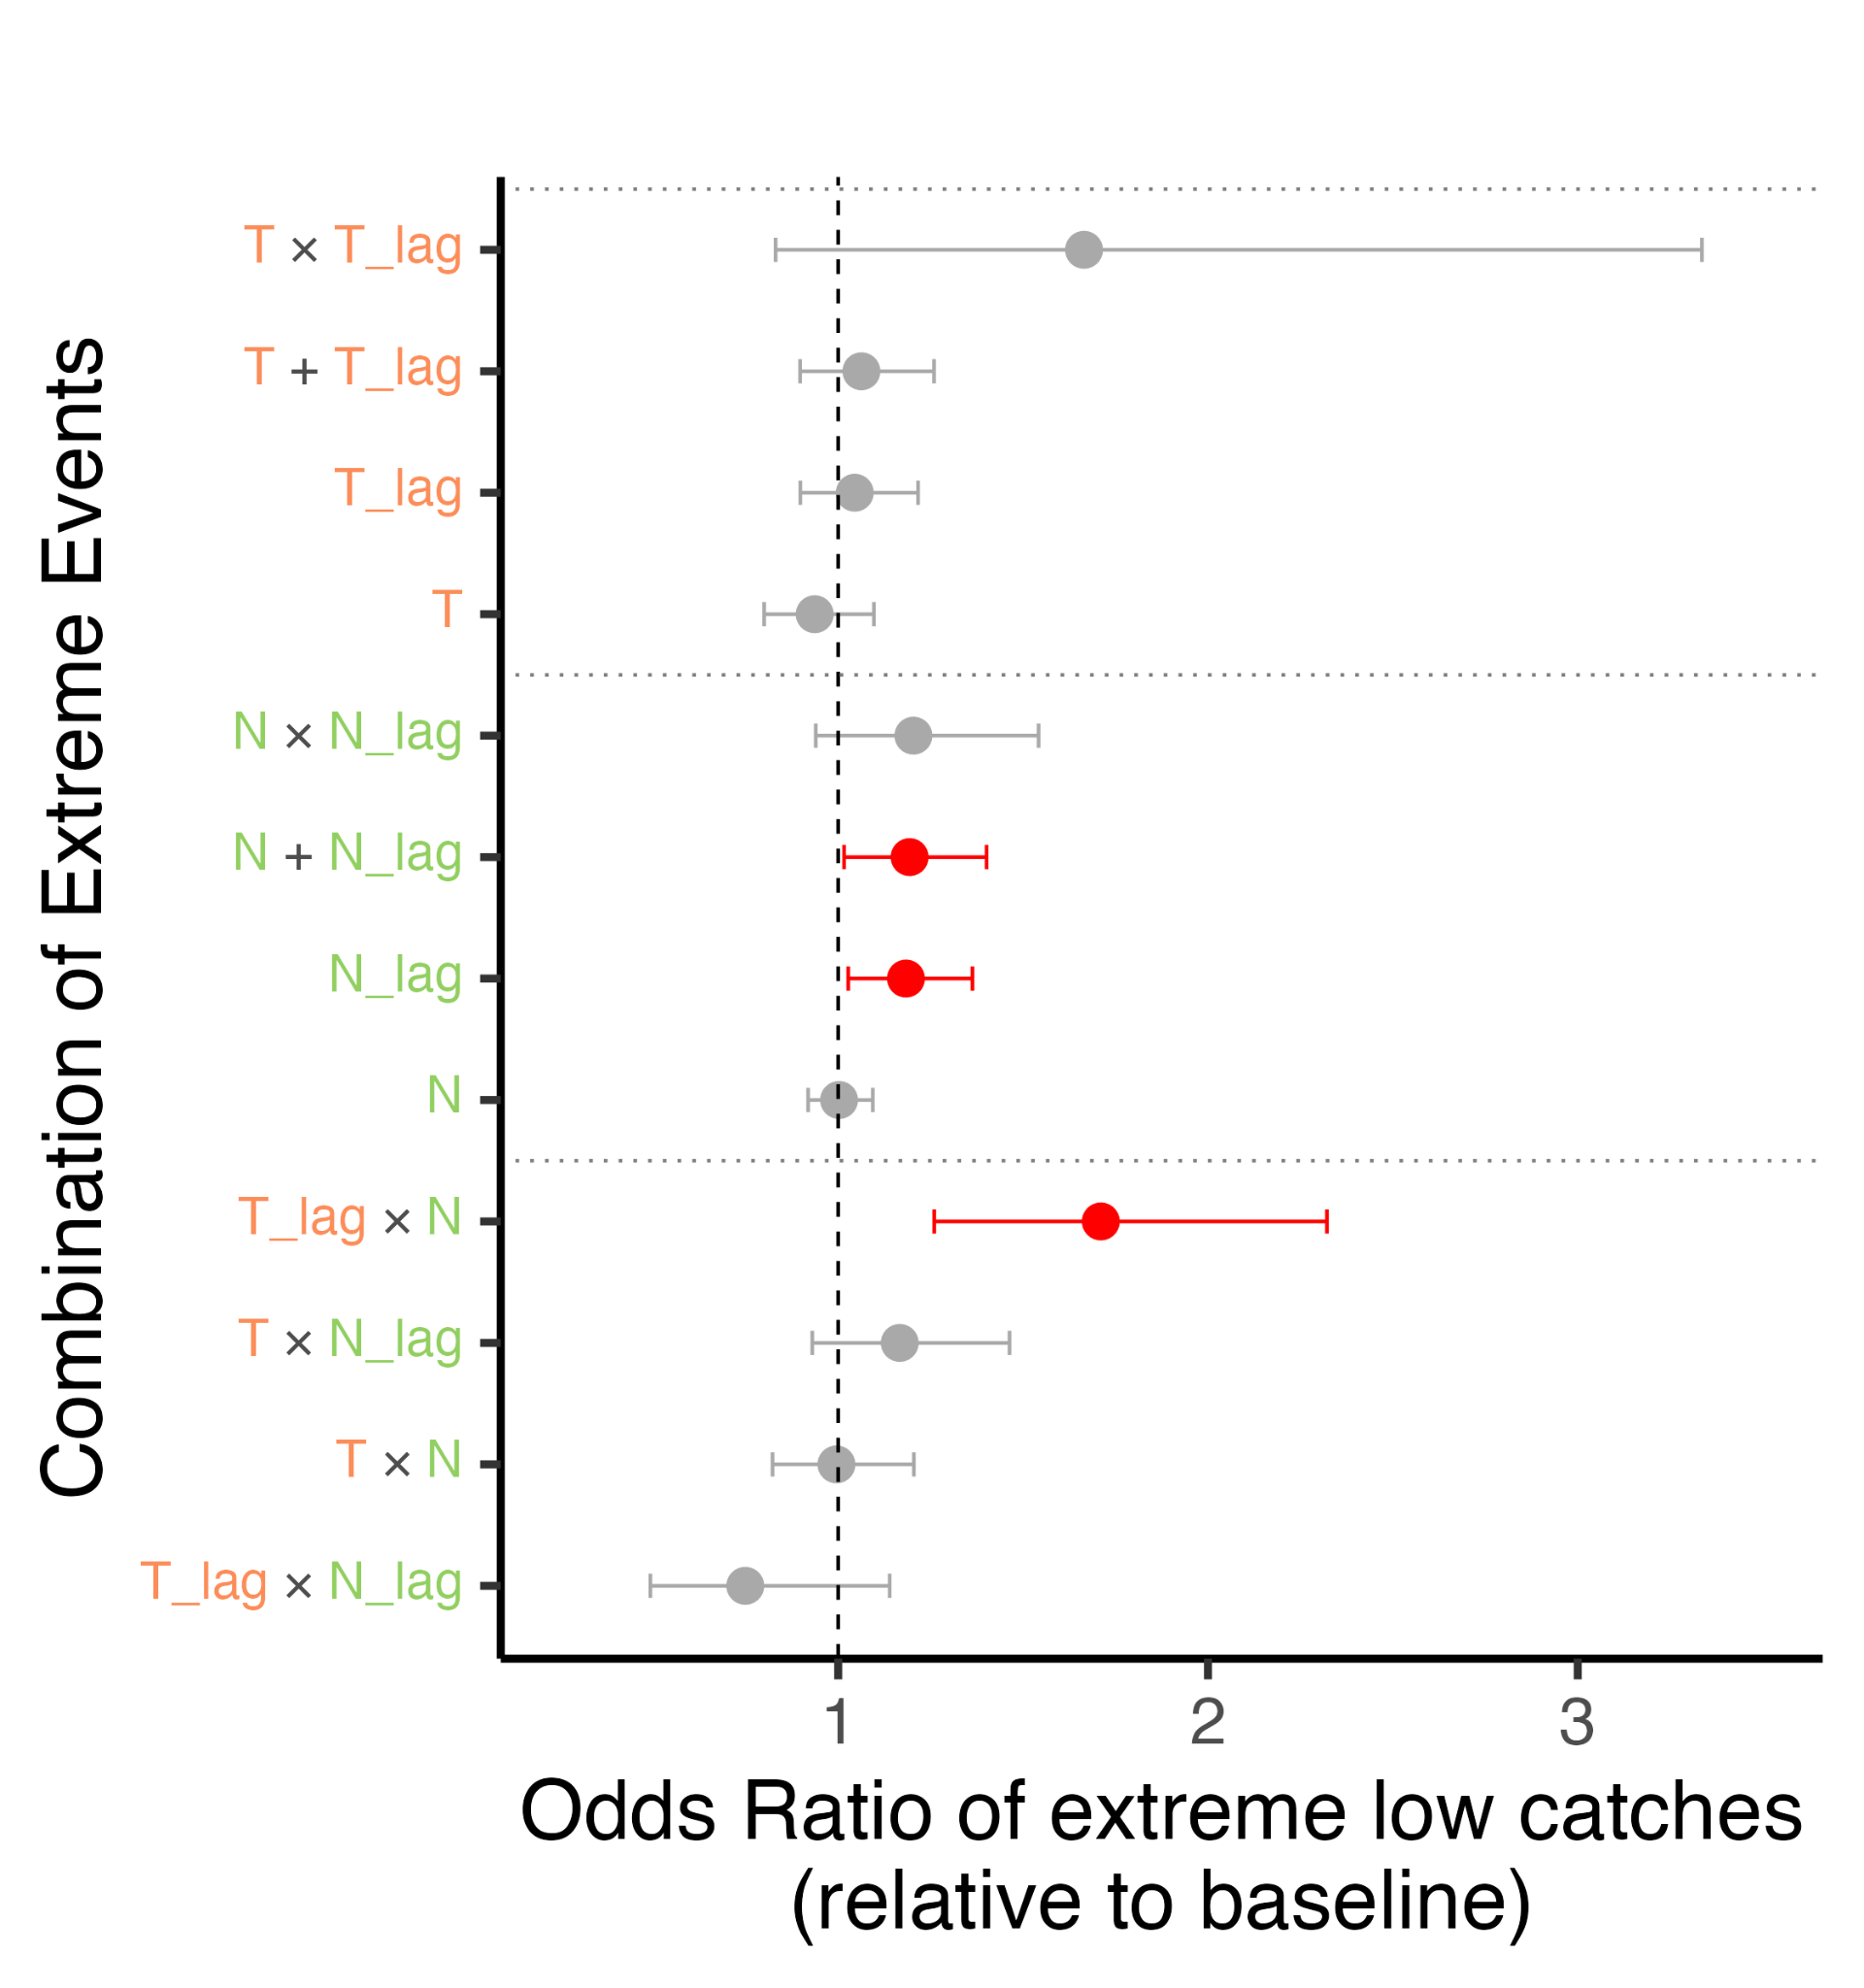 Combination of Extreme Events
T × T_lag
T + T_lag
T_lag
T
N × N_lag
N + N_lag
N_lag
N
T_lag × N
T × N_lag
T × N
T_lag × N_lag
1 2 3
Odds Ratio of extreme low catches
(relative to baseline)